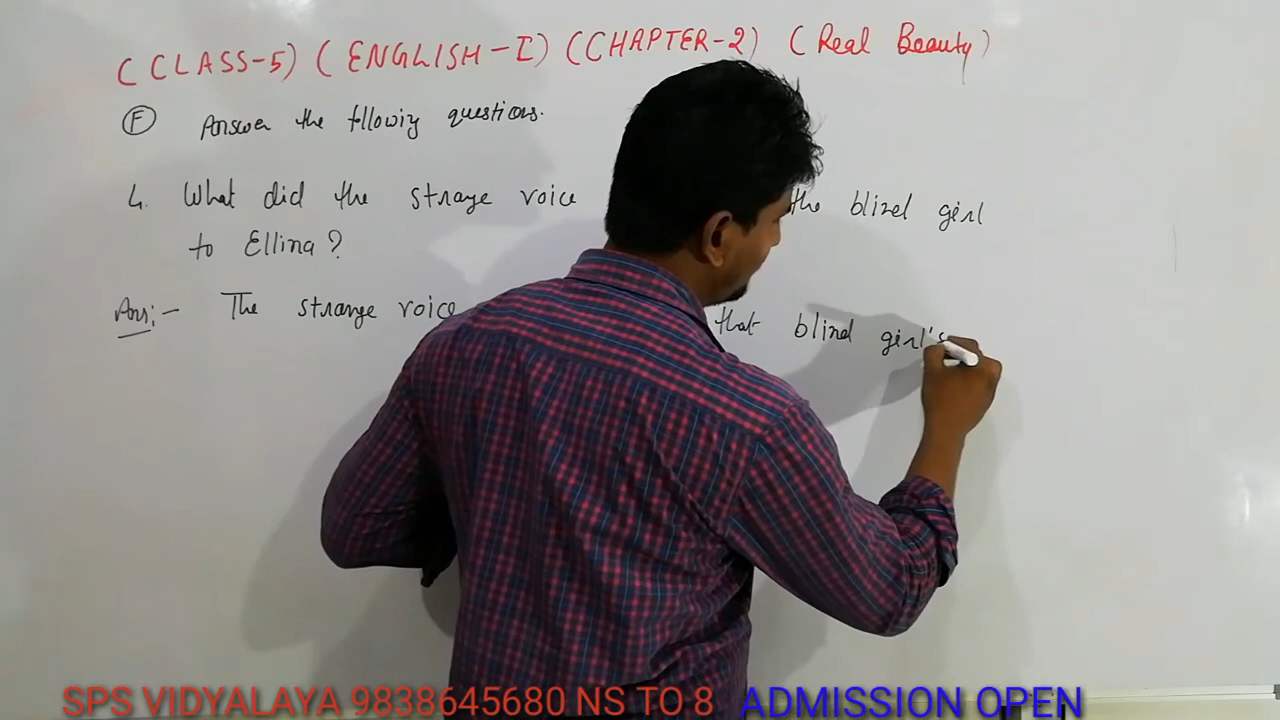 ( CLASS-5) ( ENGLISH-I) (CHAPTER-2) ( Real Beauty)
F Answer the following questions.
4. What did the strange voice the blind girl
to Ellina?
Ans:- The strange voice that blind girl's
SPS VIDYALAYA 9838645680 NS TO 8 ADMISSION OPEN